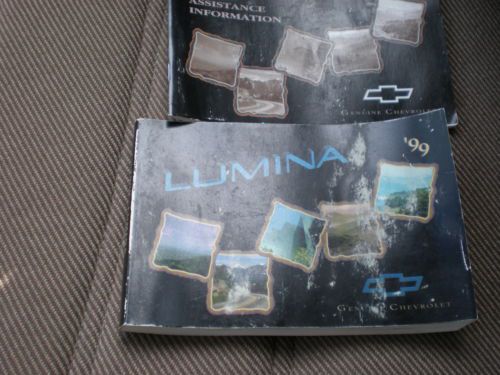 ASSISTANCE
INFORMATION
GENUINE CHEVROLET
LUMINA
'99
GENUINE CHEVROLET